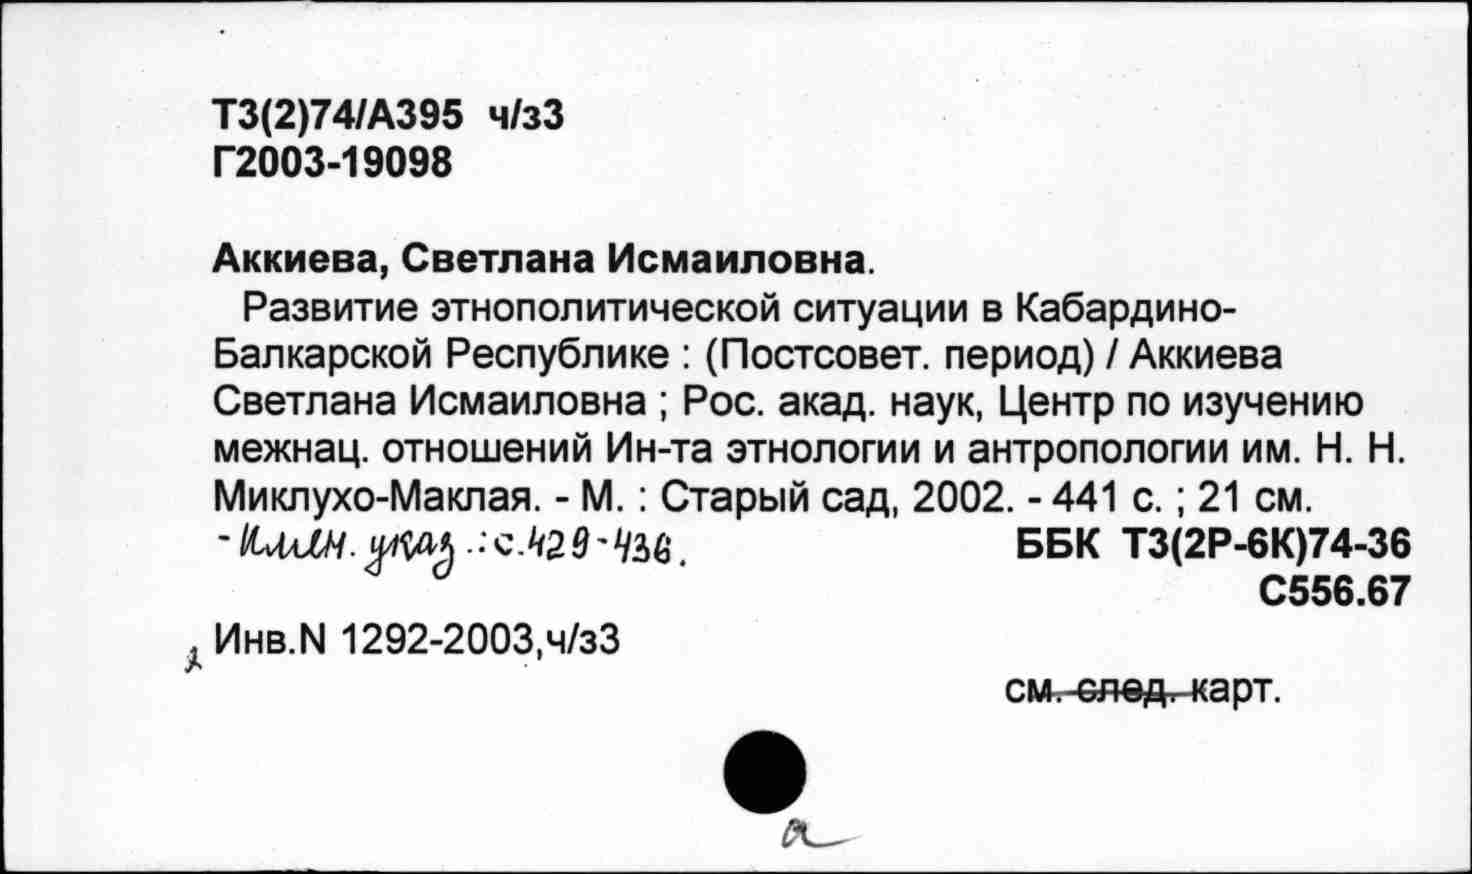 Т3(2)74/А395 ч/з3
Г2003-19098
Аккиева, Светлана Исмаиловна.
Развитие этнополитической ситуации в Кабардино-
Балкарской Республике : (Постсовет. период) / Аккиева
Светлана Исмаиловна ; Рос. акад. наук, Центр по изучению
межнац. отношений Ин-та этнологии и антропологии им. Н. Н.
Миклухо-Маклая. - М. : Старый сад, 2002. - 441 с. ; 21 см.
- Имен. указ.: с.429-436. ББК Т3(2Р-6К)74-36
С556.67
Инв.N 1292-2003,ч/з3
см. след. карт.
а